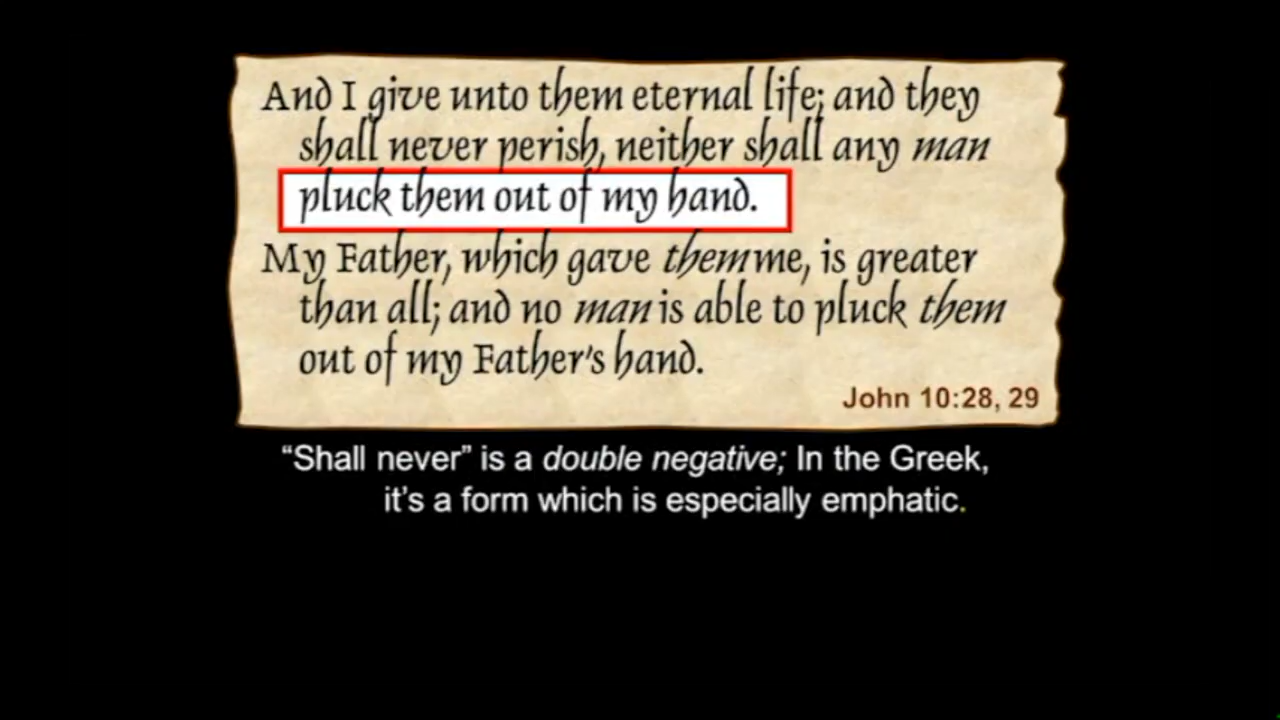 And I give unto them eternal life; and they
shall never perish, neither shall any man
pluck them out of my hand.
My Father, which gave them me, is greater
than all; and no man is able to pluck them
out of my Father's hand.
John 10:28, 29
“Shall never” is a double negative; In the Greek,
it's a form which is especially emphatic.